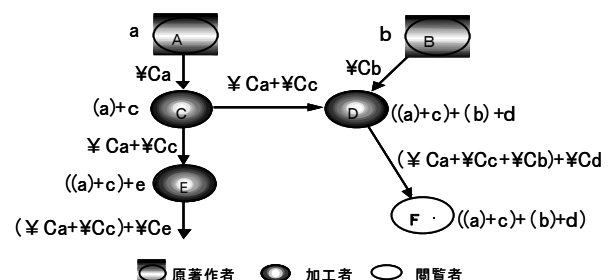 a A b B
¥Ca ¥Cb
¥Ca+¥Cc
(a)+c C D ((a)+c)+(b)+d
¥Ca+¥Cc (¥Ca+¥Cc+¥Cb)+¥Cd
((a)+c)+e E
F ((a)+c)+(b)+d)
(¥Ca+¥Cc)+¥Ce
原著作者 加工者 閲覧者